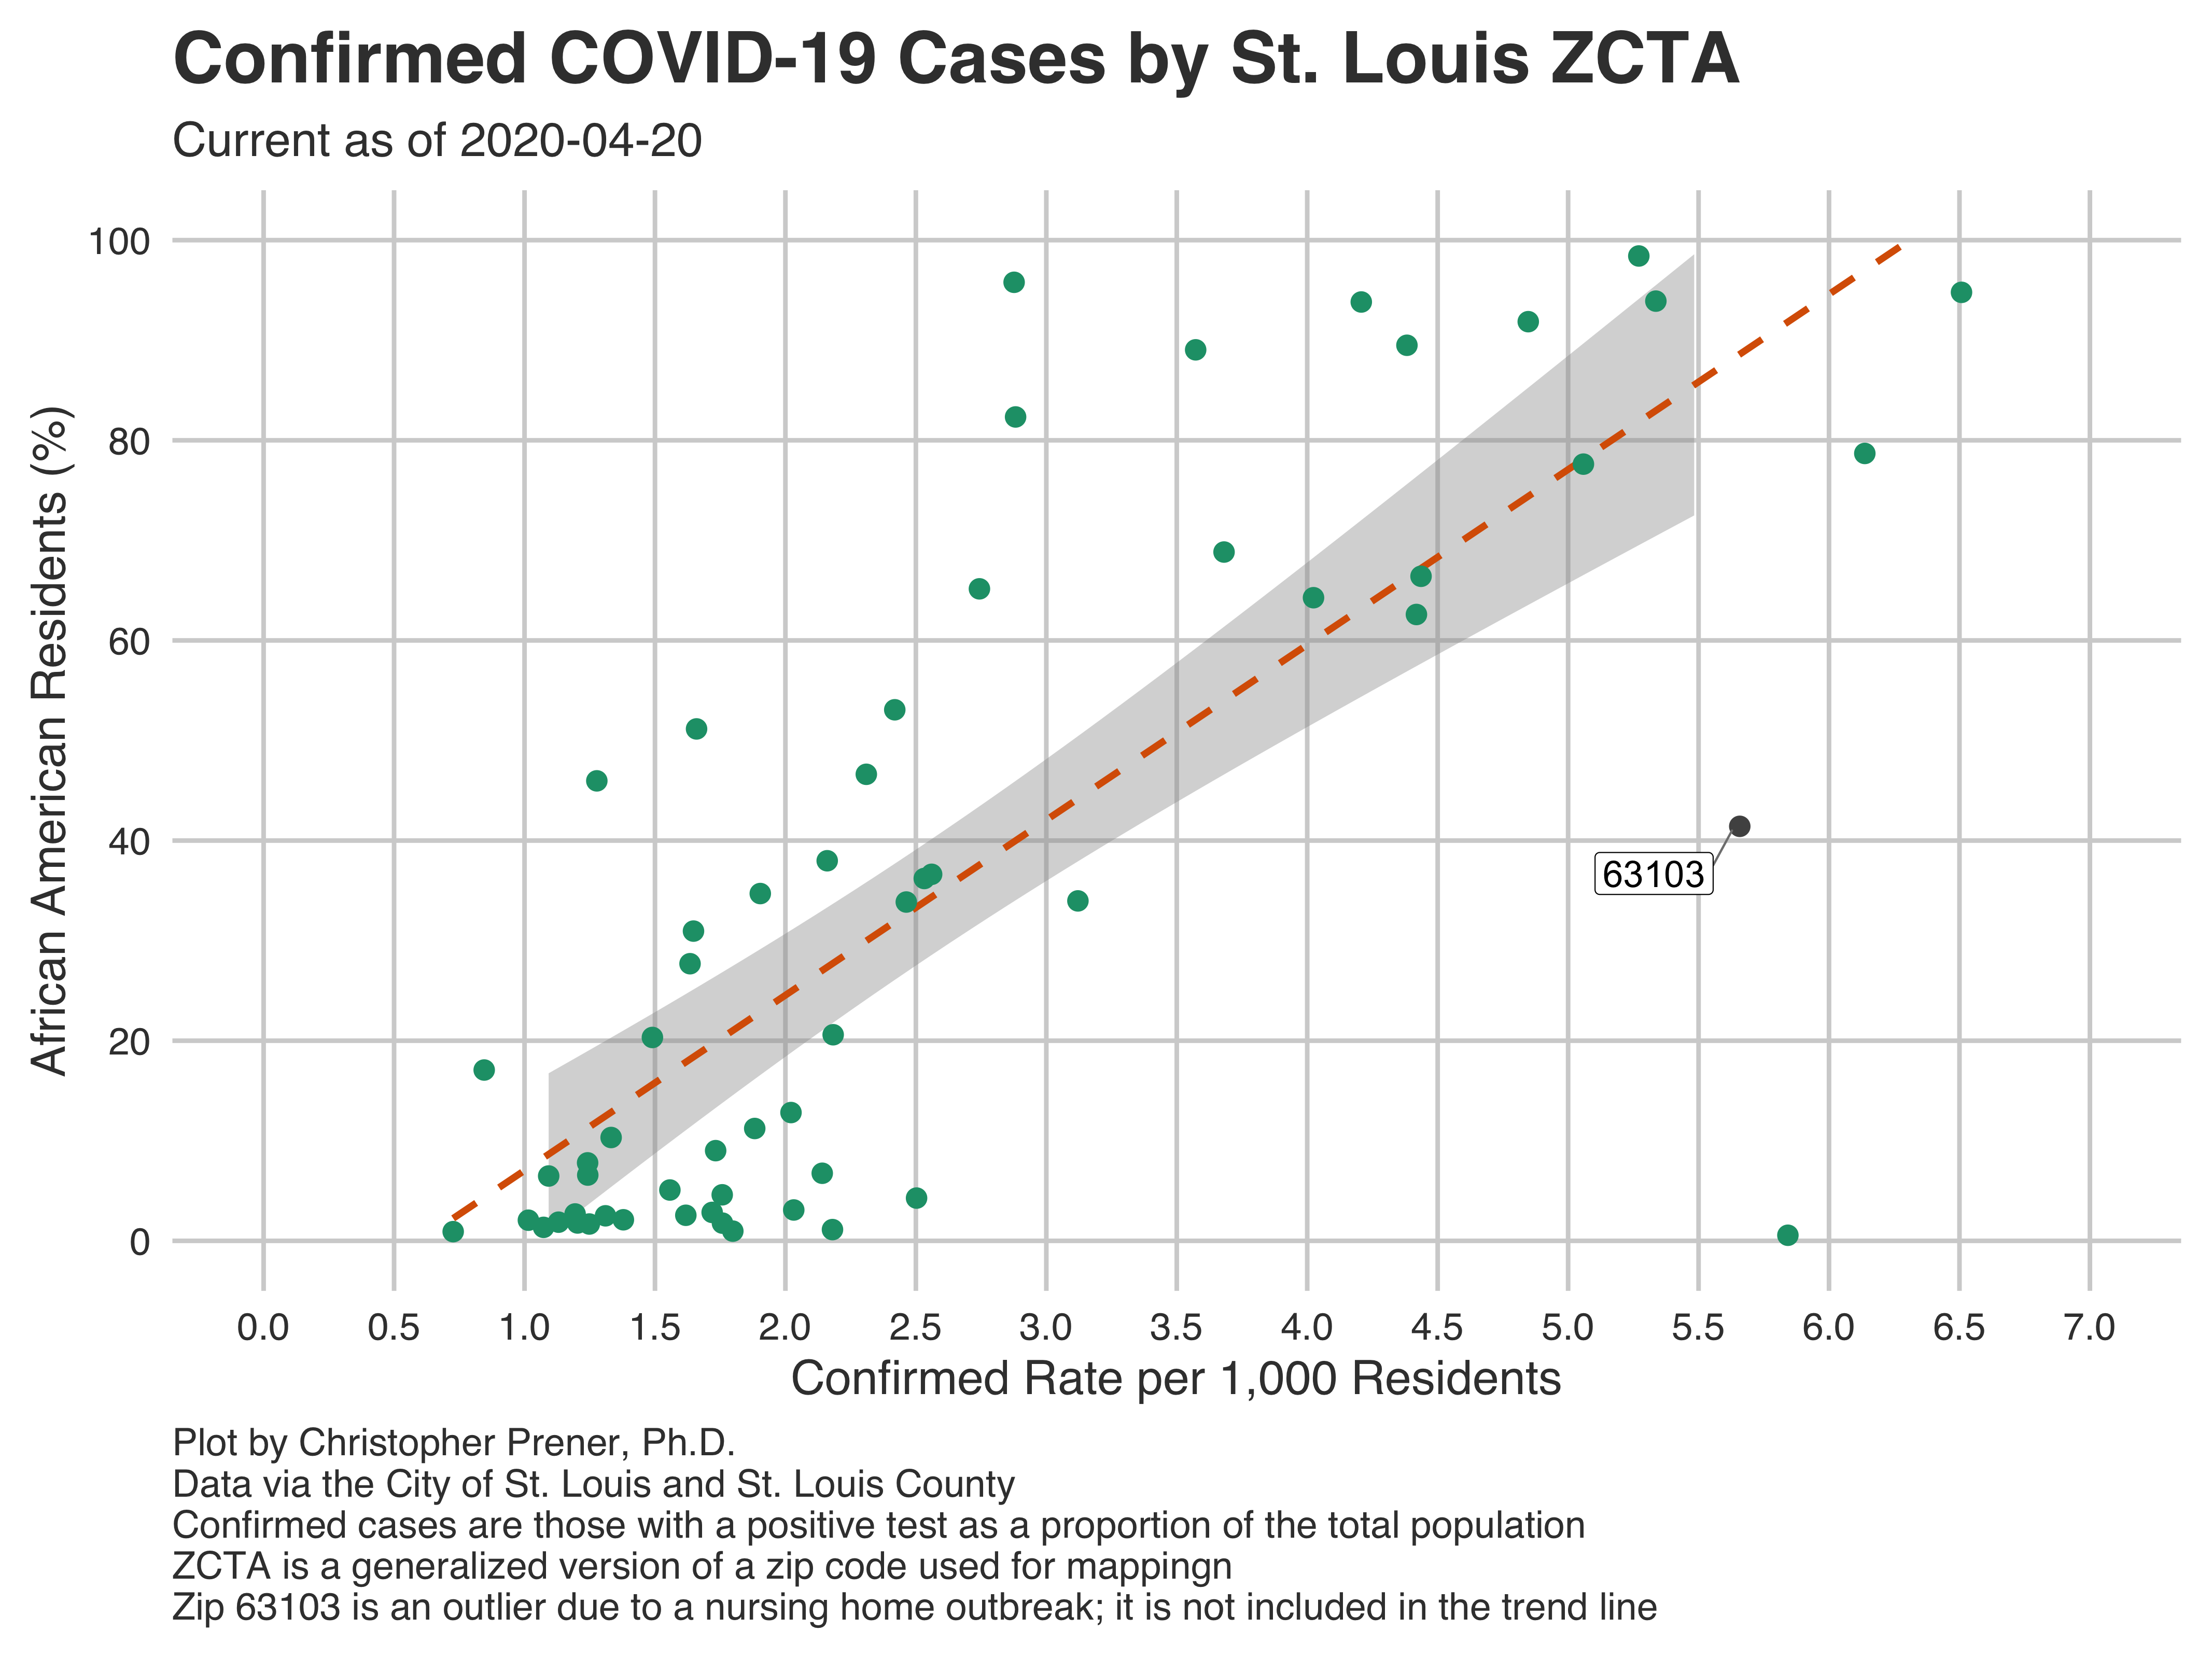 Confirmed COVID-19 Cases by St. Louis ZCTA
Current as of 2020-04-20
African American Residents (%)
100
80
60
40
20
0
63103
0.0 0.5 1.0 1.5 2.0 2.5 3.0 3.5 4.0 4.5 5.0 5.5 6.0 6.5 7.0
Confirmed Rate per 1,000 Residents
Plot by Christopher Prener, Ph.D.
Data via the City of St. Louis and St. Louis County
Confirmed cases are those with a positive test as a proportion of the total population
ZCTA is a generalized version of a zip code used for mappingn
Zip 63103 is an outlier due to a nursing home outbreak; it is not included in the trend line